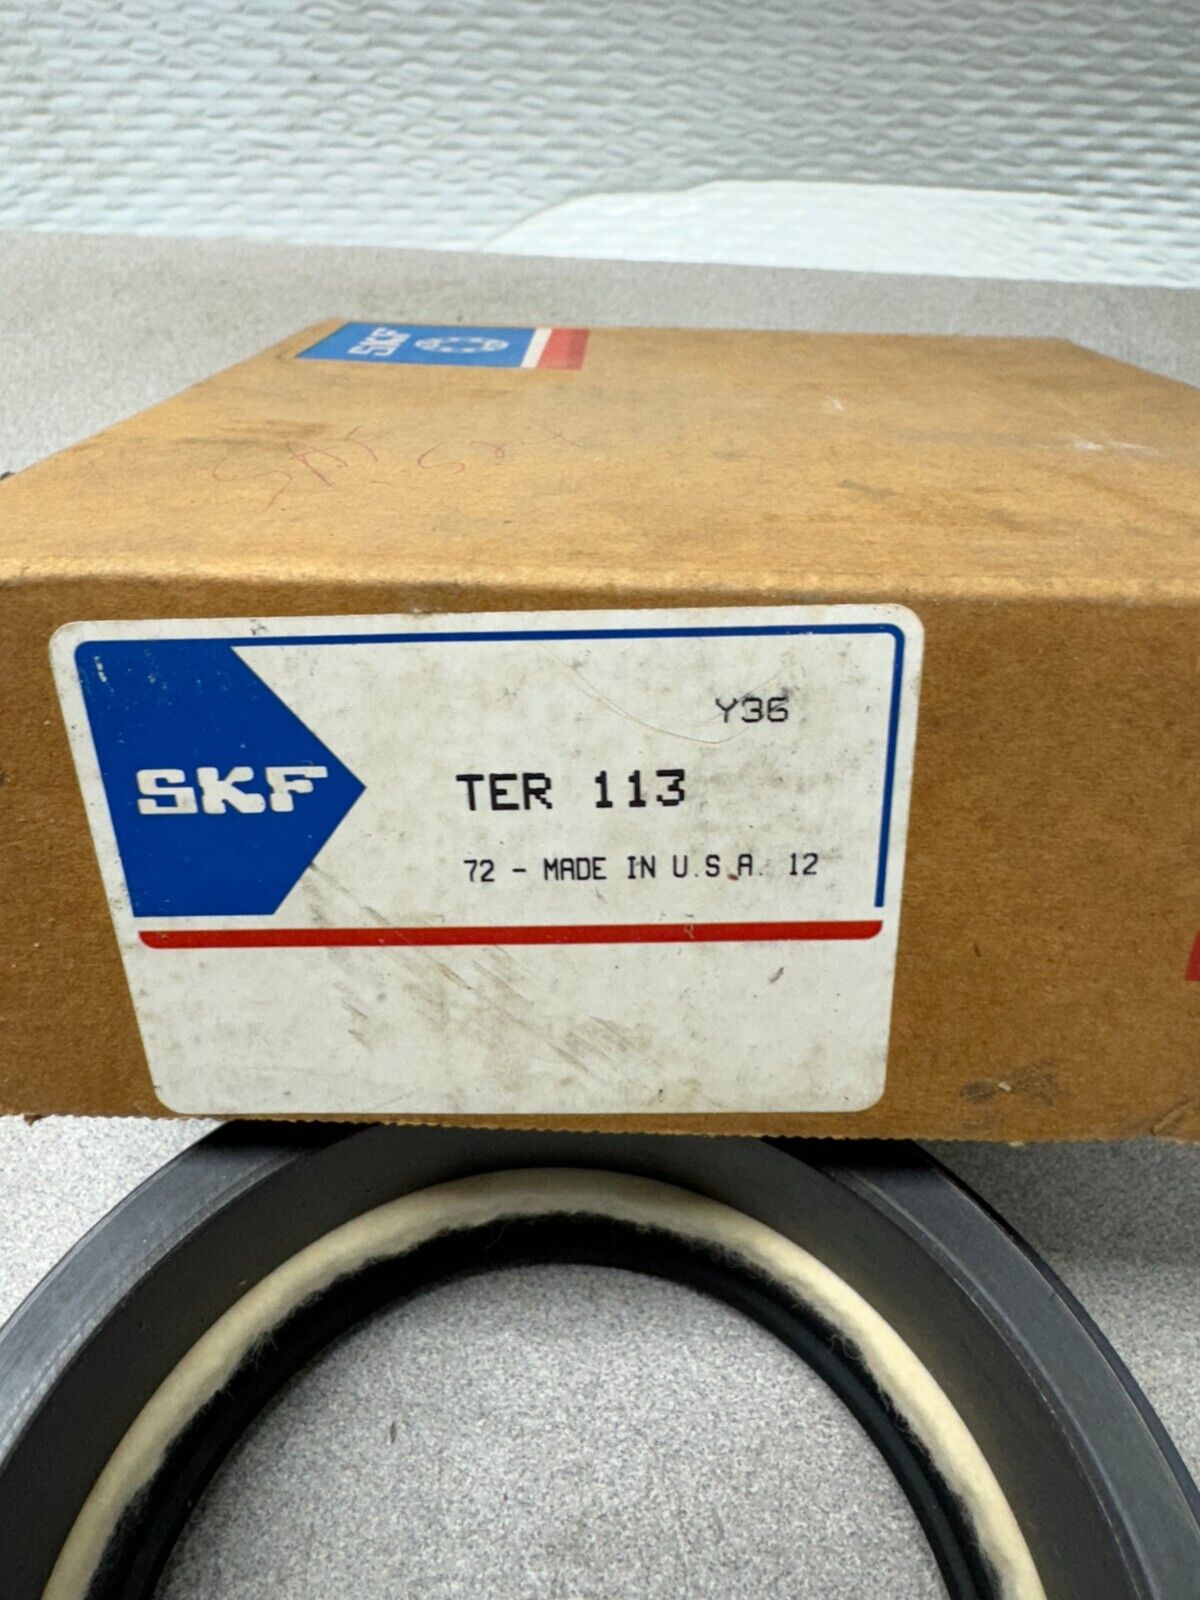 SKF
SKF
Y36
TER 113
72 - MADE IN U.S.A. 12